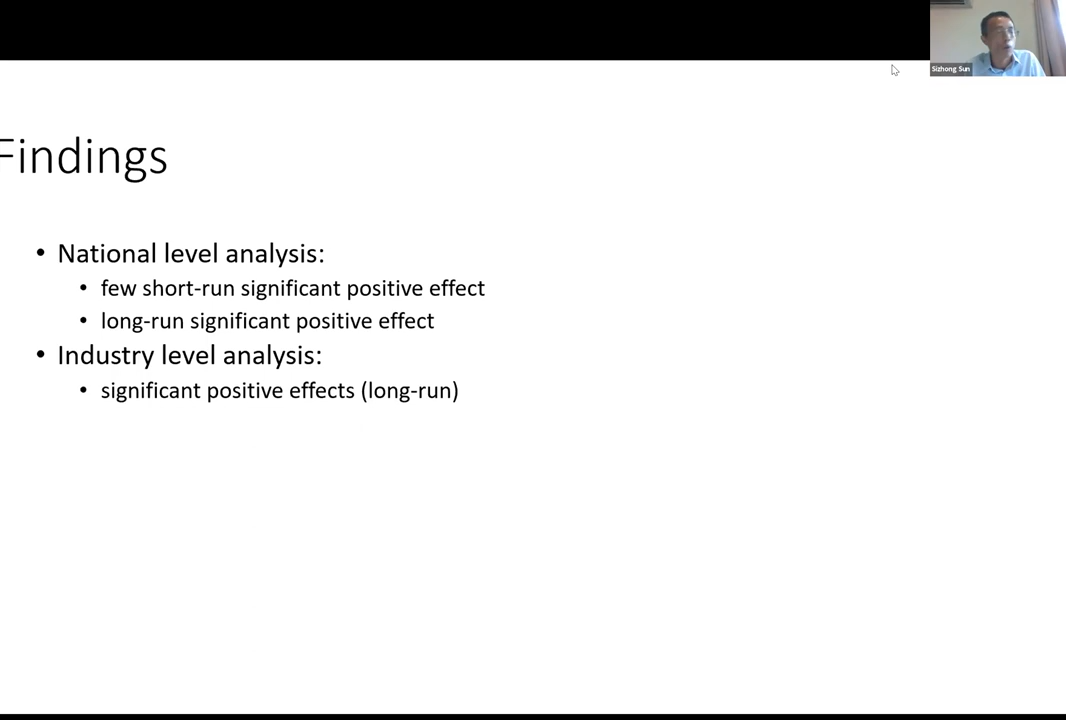 Sizhong Sun
Findings
• National level analysis:
• few short-run significant positive effect
• long-run significant positive effect
• Industry level analysis:
• significant positive effects (long-run)